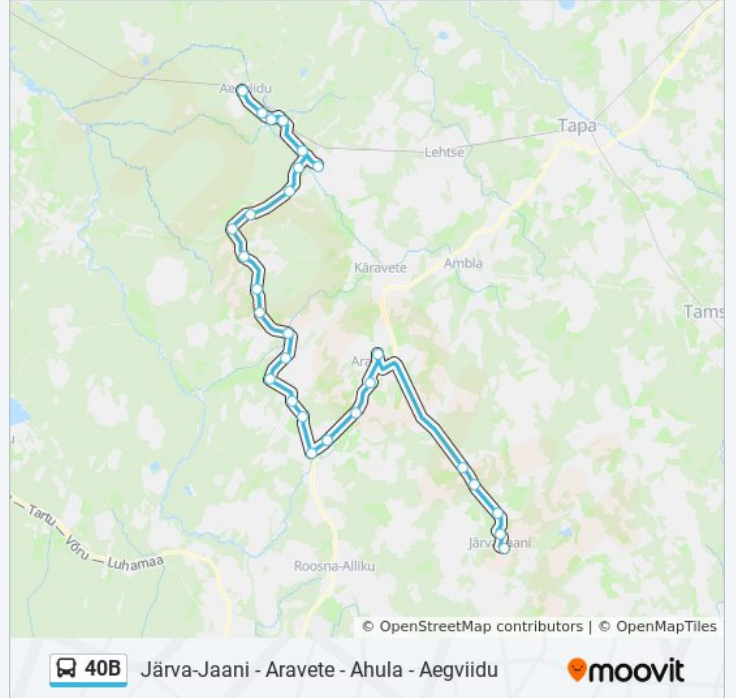 Aegviidu
Tapa
Lehtse
Käravete
Ambla
Tams
Ara
Järva-Jaani
— Tartu — Võru — Luhamaa —
Roosna-Alliku
© OpenStreetMap contributors | © OpenMapTiles
40B Järva-Jaani - Aravete - Ahula - Aegviidu
moovit